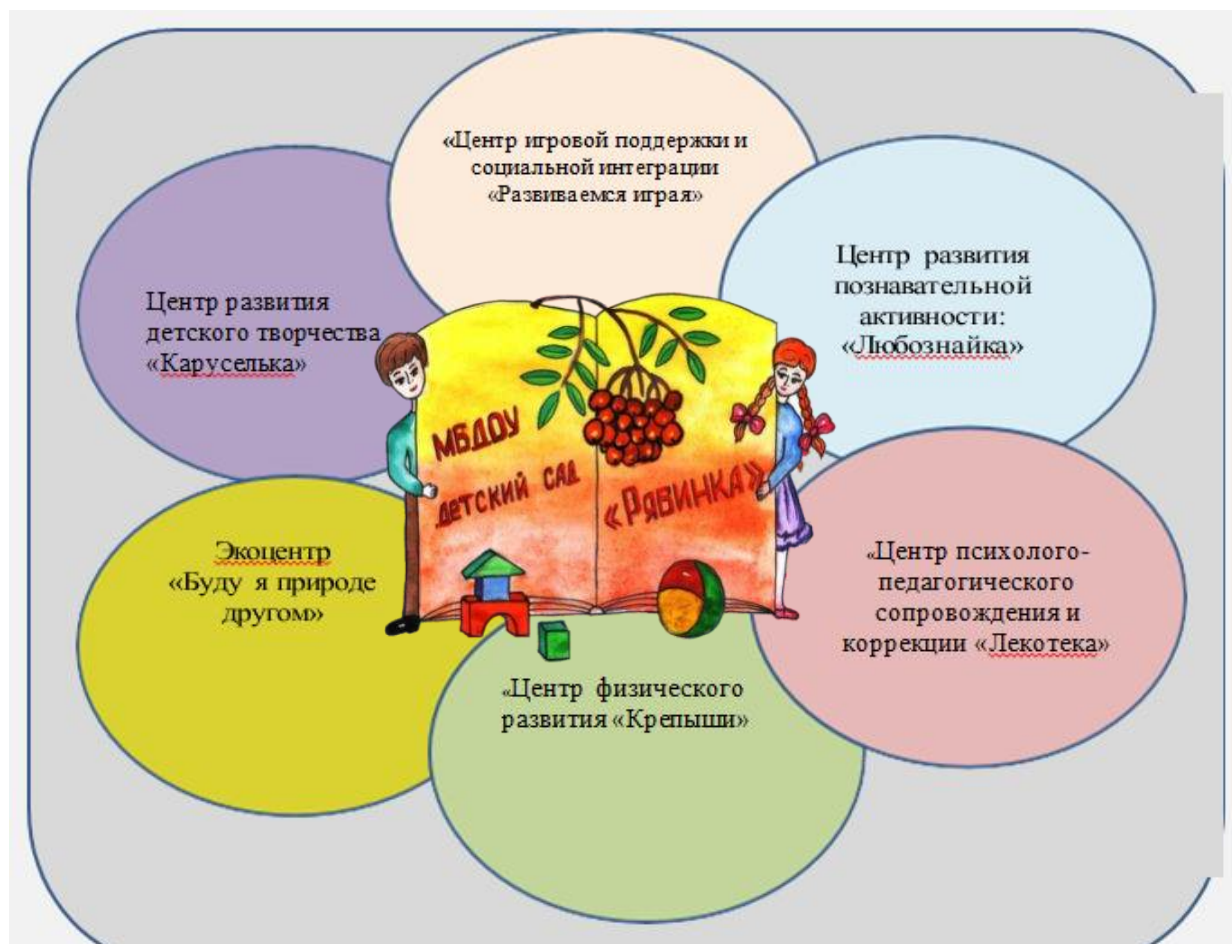 «Центр игровой поддержки и
социальной интеграции
«Развиваемся играя»
Центр развития
познавательной
активности:
«Любознайка»
Центр развития
детского творчества
«Каруселька»
МБДОУ
ДЕТСКИЙ САД
«РЯБИНКА»
Экоцентр
«Буду я природе
другом»
«Центр психолого-
педагогического
сопровождения и
коррекции «Лекотека»
«Центр физического
развития «Крепыши»